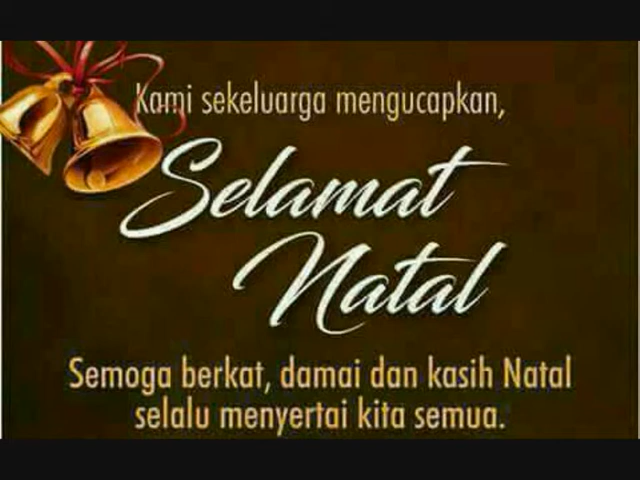 Kami sekeluarga mengucapkan,
Selamat
Natal
Semoga berkat, damai dan kasih Natal
selalu menyertai kita semua.